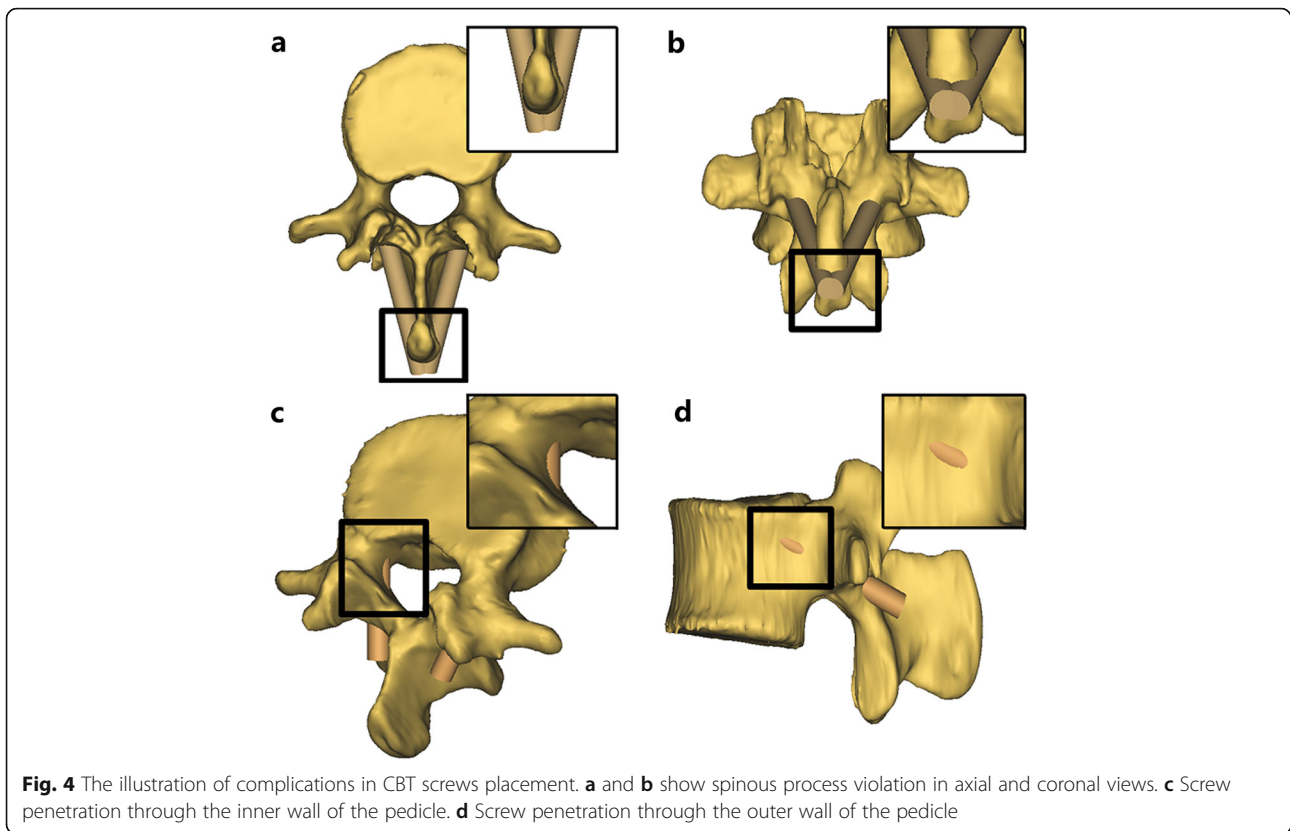 a
b
c
d
Fig. 4 The illustration of complications in CBT screws placement. a and b show spinous process violation in axial and coronal views. c Screw
penetration through the inner wall of the pedicle. d Screw penetration through the outer wall of the pedicle